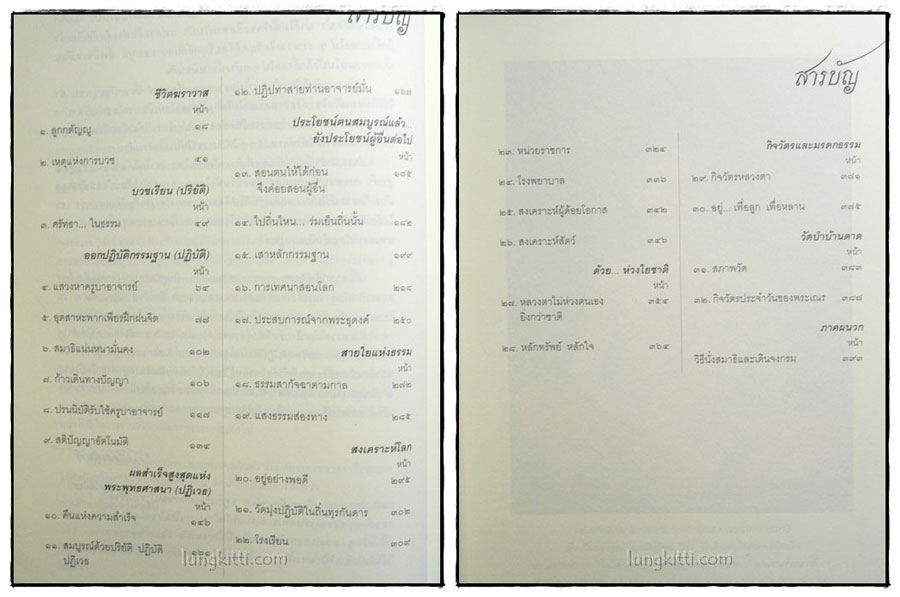 สารบัญ
ชีวิตฆราวาส
หน้า
๑. ลูกกตัญญู ๑๘
๒. เหตุแห่งการบวช ๔๑
บวชเรียน (ปริยัติ)
หน้า
๓. ศรัทธา... ในธรรม ๔๙
ออกปฏิบัติกรรมฐาน (ปฏิบัติ)
หน้า
๔. แสวงหาครูบาอาจารย์ ๖๔
๕. อุตสาหะพากเพียรฝึกฝนจิต ๗๗
๖. สมาธิแน่นหนามั่นคง ๑๐๒
๗. ก้าวเดินทางปัญญา ๑๐๖
๘. ปรนนิบัติรับใช้ครูบาอาจารย์ ๑๑๗
๙. สติปัญญาอัตโนมัติ ๑๓๔
ผลสำเร็จสูงสุดแห่ง
พระพุทธศาสนา (ปฏิเวธ)
หน้า
๑๐. คืนแห่งความสำเร็จ ๑๔๖
๑๑. สมบูรณ์ด้วยปริยัติ ปฏิบัติ ๑๖๑
ปฏิเวธ
๑๒. ปฏิปทาสายท่านอาจารย์มั่น ๑๖๘
ประโยชน์ตนสมบูรณ์แล้ว...
ยังประโยชน์ผู้อื่นต่อไป
หน้า
๑๓. สอนตนให้ได้ก่อน ๑๗๕
จึงค่อยสอนผู้อื่น
๑๔. ไปถิ่นไหน... ร่มเย็นถิ่นนั้น ๑๘๒
๑๕. เสาหลักกรรมฐาน ๑๙๙
๑๖. การเทศนาสอนโลก ๒๑๘
๑๗. ประสบการณ์จากพระธุดงค์ ๒๕๐
สายใยแห่งธรรม
หน้า
๑๘. ธรรมสากัจฉาตามกาล ๒๗๒
๑๙. แสงธรรมส่องทาง ๒๘๕
สงเคราะห์โลก
หน้า
๒๐. อยู่อย่างพอดี ๒๙๕
๒๑. วัดมุ่งปฏิบัติในถิ่นทุรกันดาร ๓๐๒
๒๒. โรงเรียน ๓๐๙
lungkitti.com
สารบัญ
๒๓. หน่วยราชการ ๓๒๔
๒๔. โรงพยาบาล ๓๓๖
๒๕. สงเคราะห์ผู้ด้อยโอกาส ๓๔๒
๒๖. สงเคราะห์สัตว์ ๓๔๖
ด้วย... ห่วงใยชาติ
หน้า
๒๗. หลวงตาไม่ห่วงตนเอง ๓๕๔
ยิ่งกว่าชาติ
๒๘. หลักทรัพย์ หลักใจ ๓๖๔
กิจวัตรและมรดกธรรม
หน้า
๒๙. กิจวัตรหลวงตา ๓๘๑
๓๐. อยู่... เพื่อลูก เพื่อหลาน ๓๗๕
วัดป่าบ้านตาด
หน้า
๓๑. สภาพวัด ๓๘๓
๓๒. กิจวัตรประจำวันของพระเณร ๓๘๘
ภาคผนวก
หน้า
วิธีนั่งสมาธิและเดินจงกรม ๓๙๓
lungkitti.com